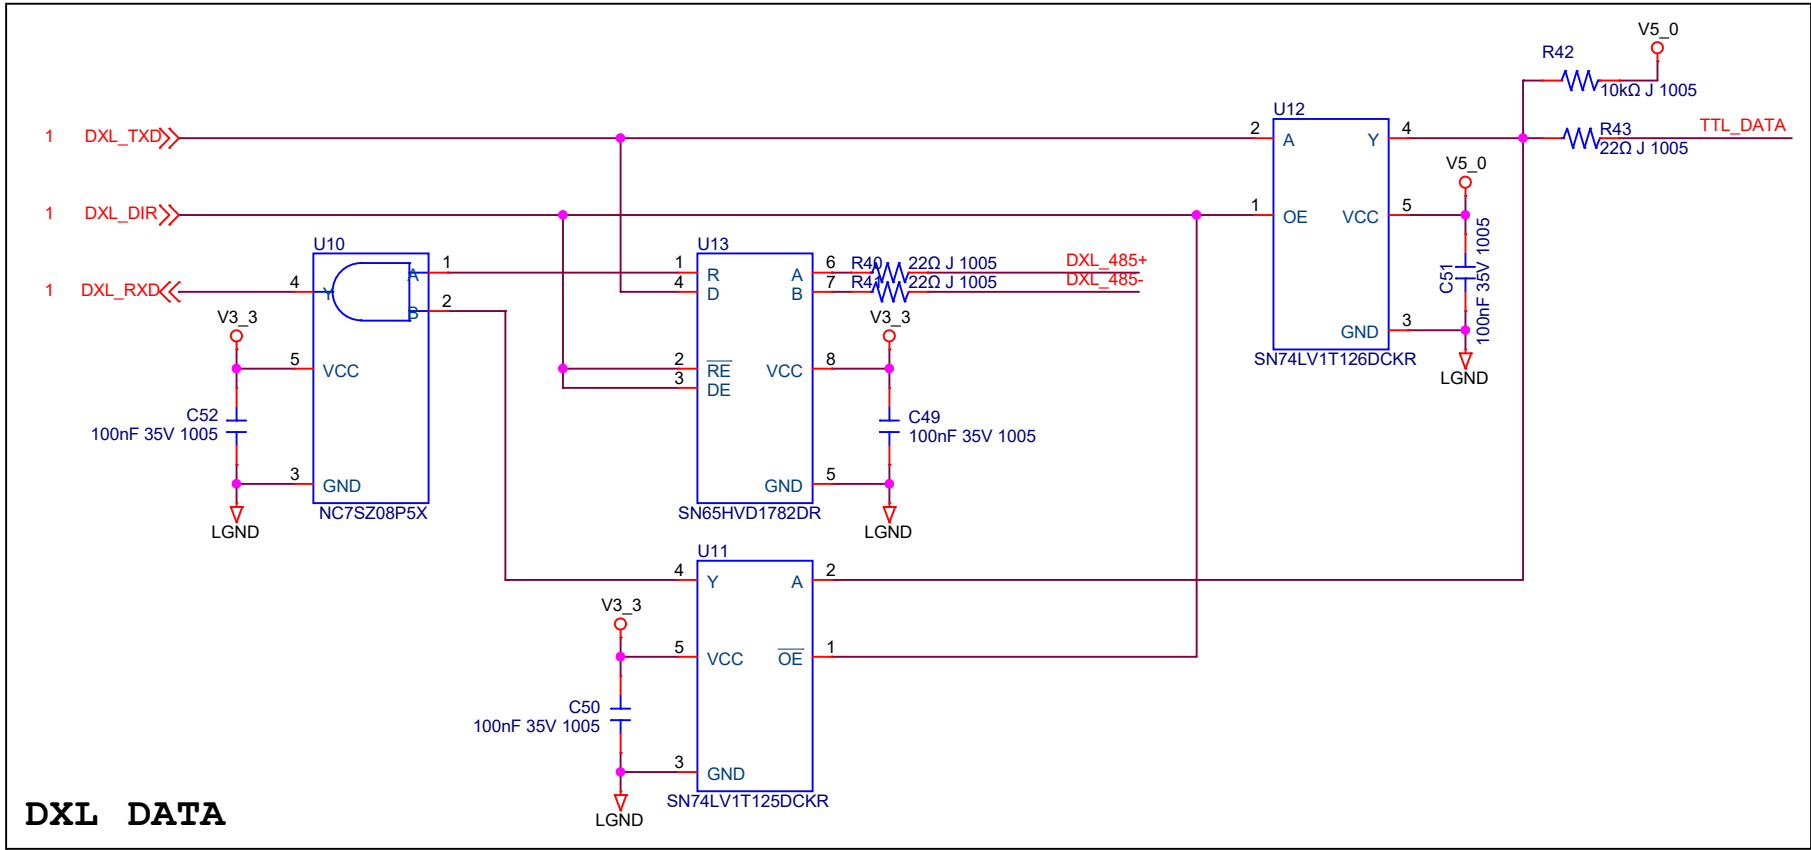 V5_0
R42
10kΩ J 1005
U12
1 DXL_TXD
2 A Y 4
R43
22Ω J 1005
TTL_DATA
V5_0
1 DXL_DIR
1 OE VCC 5
C51
100nF 35V 1005
GND 3
SN74LV1T126DCKR
LGND
U10
A 1
1 DXL_RXD
4 Y
B 2
V3_3
5 VCC
C52
100nF 35V 1005
3 GND
NC7SZ08P5X
LGND
U13
1 R A 6
R40 22Ω J 1005
DXL_485+
4 D B 7
R41 22Ω J 1005
DXL_485-
V3_3
2 RE VCC 8
3 DE
C49
100nF 35V 1005
GND 5
SN65HVD1782DR
LGND
U11
4 Y A 2
V3_3
5 VCC OE 1
C50
100nF 35V 1005
3 GND
SN74LV1T125DCKR
LGND
DXL DATA